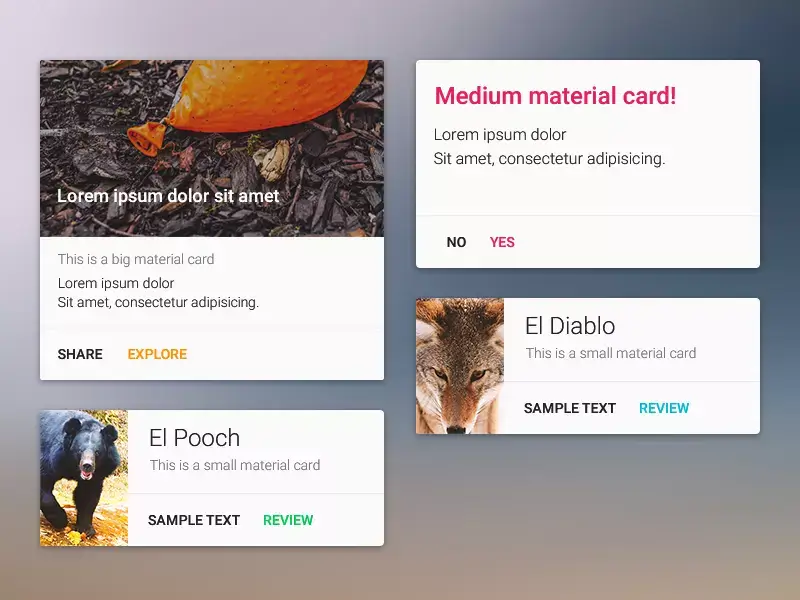 Lorem ipsum dolor sit amet
This is a big material card
Lorem ipsum dolor
Sit amet, consectetur adipisicing.
SHARE EXPLORE
El Pooch
This is a small material card
SAMPLE TEXT REVIEW
Medium material card!
Lorem ipsum dolor
Sit amet, consectetur adipisicing.
NO YES
El Diablo
This is a small material card
SAMPLE TEXT REVIEW